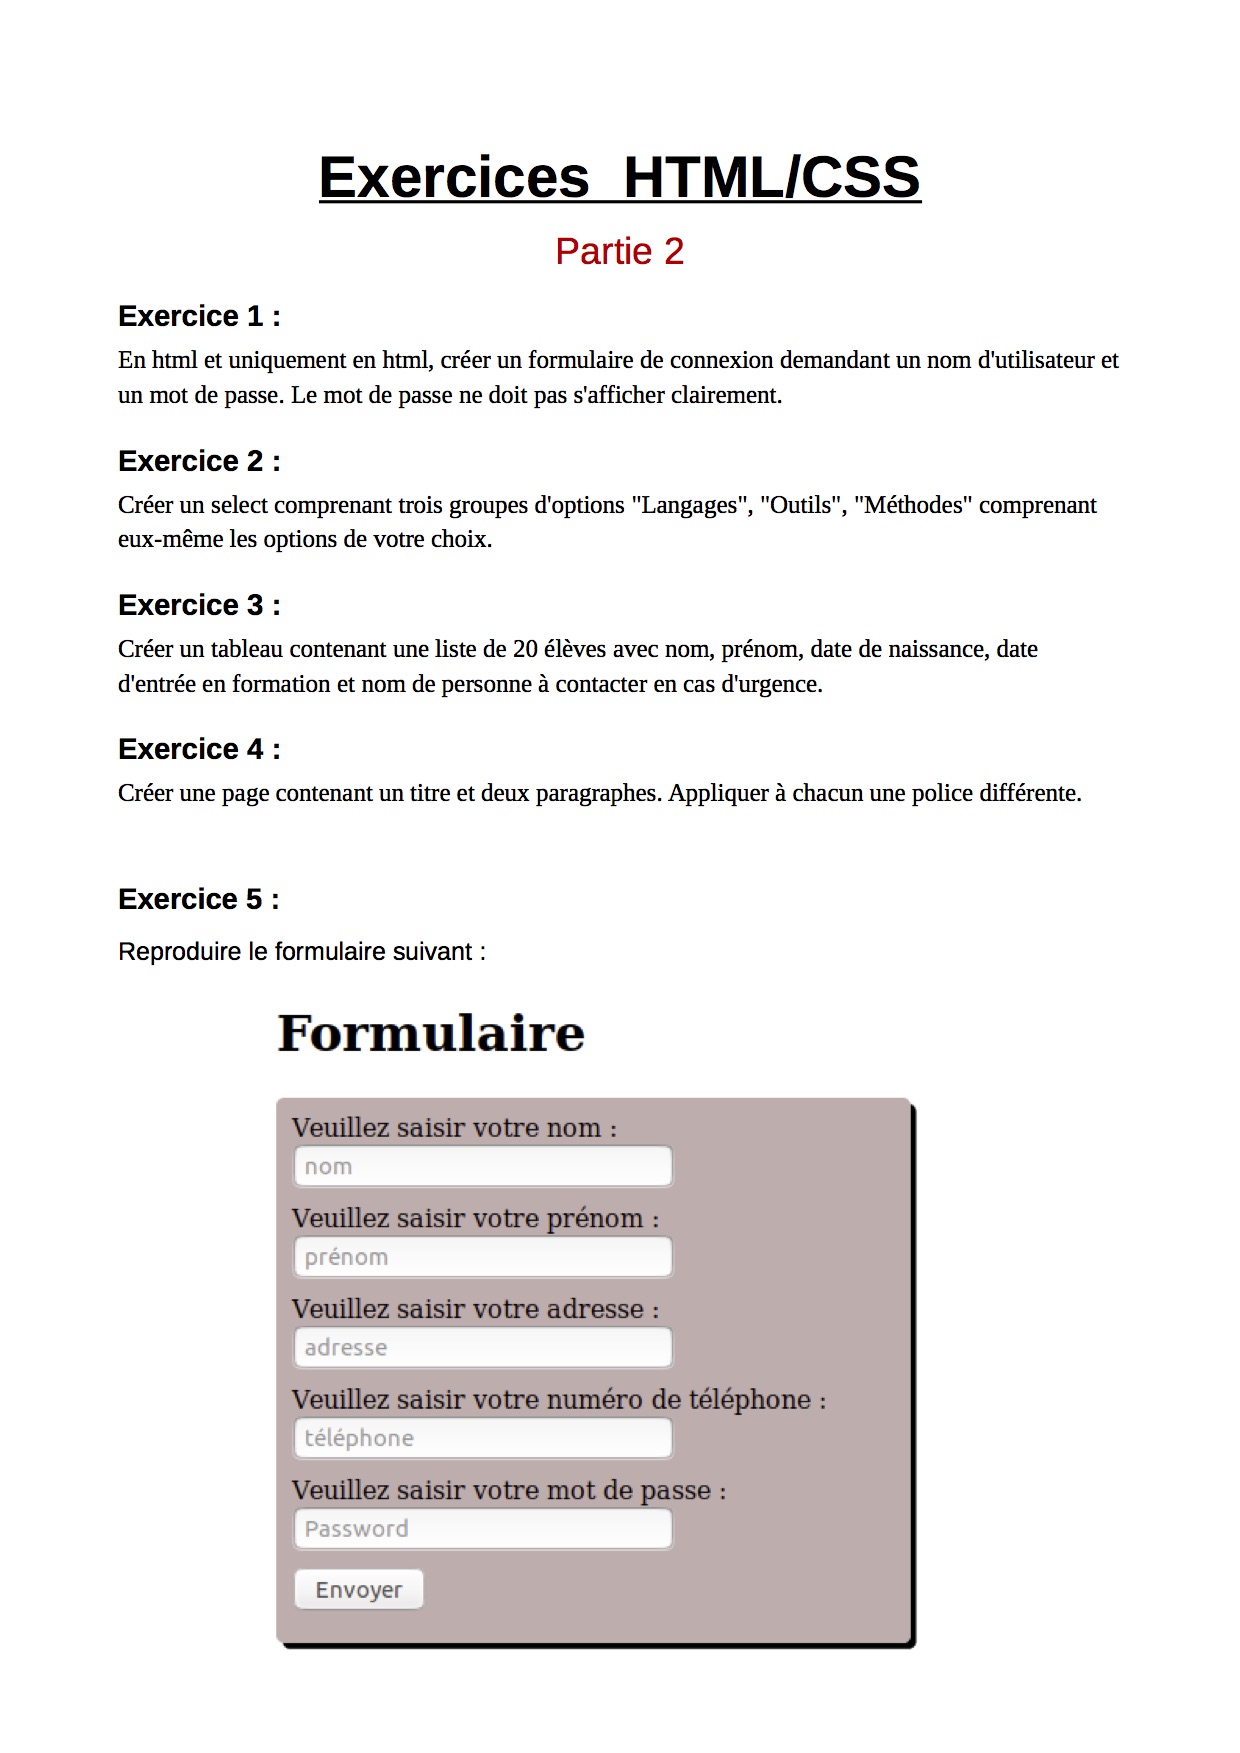 Exercices HTML/CSS
Partie 2
Exercice 1 :
En html et uniquement en html, créer un formulaire de connexion demandant un nom d'utilisateur et
un mot de passe. Le mot de passe ne doit pas s'afficher clairement.
Exercice 2 :
Créer un select comprenant trois groupes d'options "Langages", "Outils", "Méthodes" comprenant
eux-même les options de votre choix.
Exercice 3 :
Créer un tableau contenant une liste de 20 élèves avec nom, prénom, date de naissance, date
d'entrée en formation et nom de personne à contacter en cas d'urgence.
Exercice 4 :
Créer une page contenant un titre et deux paragraphes. Appliquer à chacun une police différente.
Exercice 5 :
Reproduire le formulaire suivant :
Formulaire
Veuillez saisir votre nom :
nom
Veuillez saisir votre prénom :
prénom
Veuillez saisir votre adresse :
adresse
Veuillez saisir votre numéro de téléphone :
téléphone
Veuillez saisir votre mot de passe :
Password
Envoyer